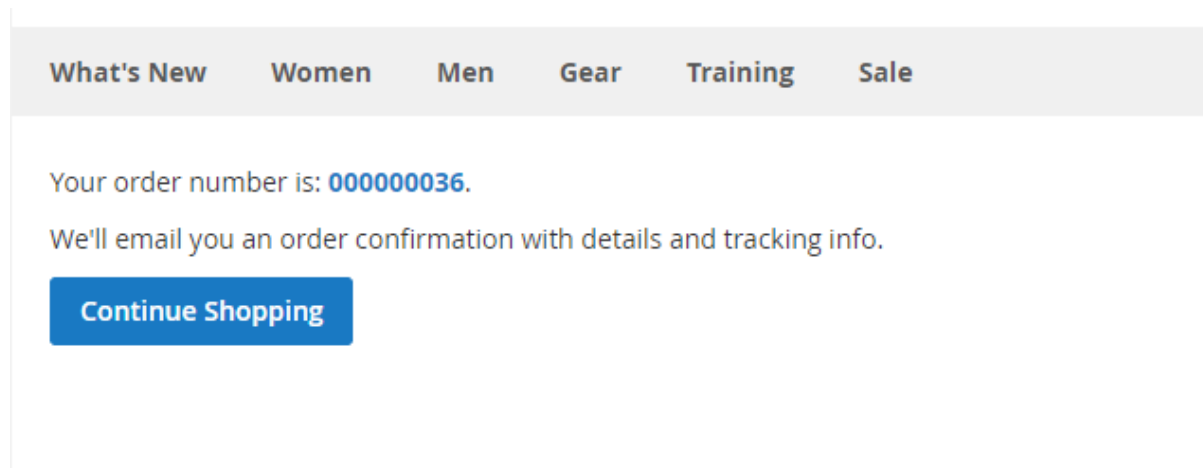 What's New Women Men Gear Training Sale
Your order number is: 000000036.
We'll email you an order confirmation with details and tracking info.
Continue Shopping